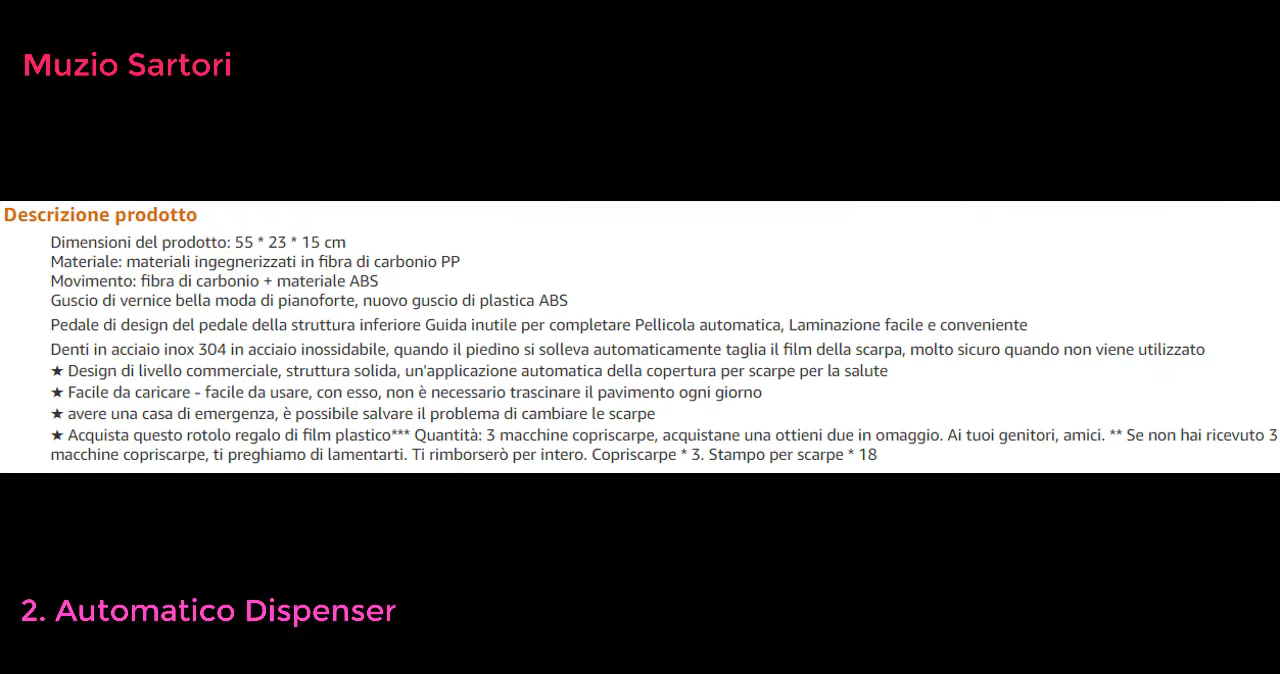 Muzio Sartori
Descrizione prodotto
Dimensioni del prodotto: 55 * 23 * 15 cm
Materiale: materiali ingegnerizzati in fibra di carbonio PP
Movimento: fibra di carbonio + materiale ABS
Guscio di vernice bella moda di pianoforte, nuovo guscio di plastica ABS
Pedale di design del pedale della struttura inferiore Guida inutile per completare Pellicola automatica, Laminazione facile e conveniente
Denti in acciaio inox 304 in acciaio inossidabile, quando il piedino si solleva automaticamente taglia il film della scarpa, molto sicuro quando non viene utilizzato
★ Design di livello commerciale, struttura solida, un'applicazione automatica della copertura per scarpe per la salute
★ Facile da caricare - facile da usare, con esso, non è necessario trascinare il pavimento ogni giorno
★ avere una casa di emergenza, è possibile salvare il problema di cambiare le scarpe
★ Acquista questo rotolo regalo di film plastico*** Quantità: 3 macchine copriscarpe, acquistane una ottieni due in omaggio. Ai tuoi genitori, amici. ** Se non hai ricevuto 3
macchine copriscarpe, ti preghiamo di lamentarti. Ti rimborserò per intero. Copriscarpe * 3. Stampo per scarpe * 18
2. Automatico Dispenser